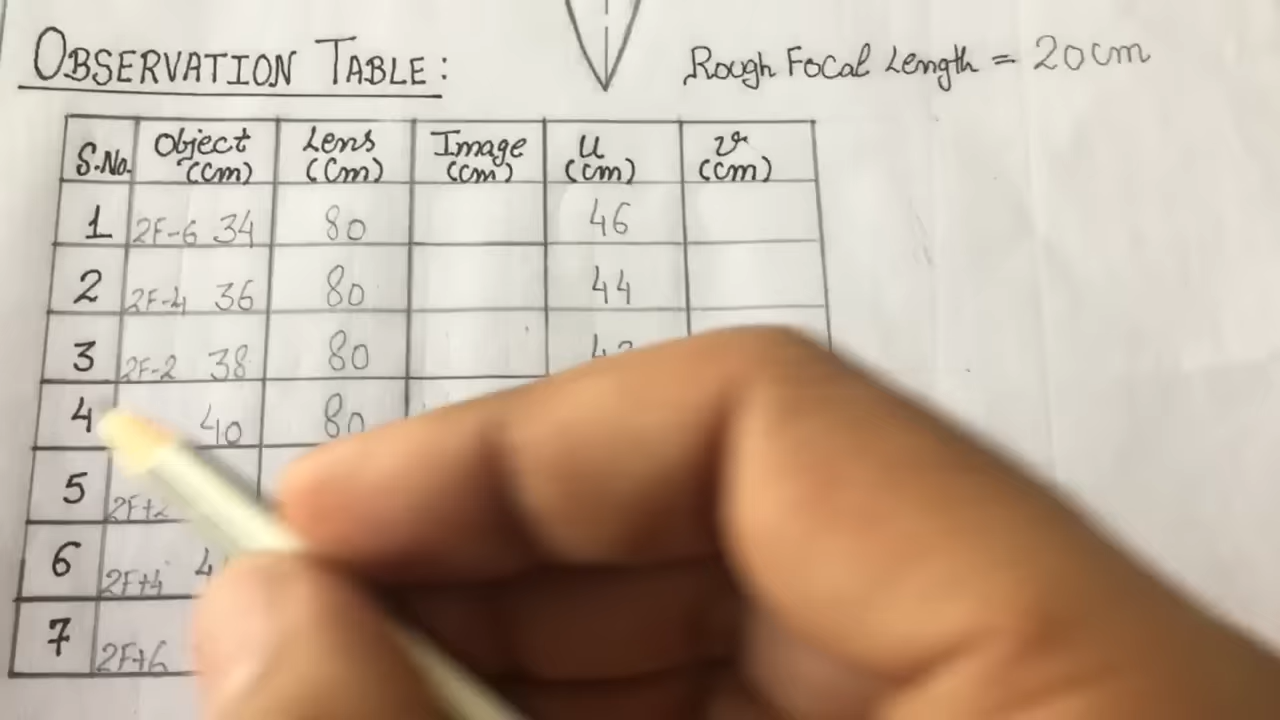 OBSERVATION TABLE:
Rough Focal Length = 20cm
S.No. Object (Cm) Lens (Cm) Image (Cm) u (Cm) v (Cm)
1 2F-6 34 80 46
2 2F-4 36 80 44
3 2F-2 38 80
4 40 80
5
6 2F+4
7 2F+6